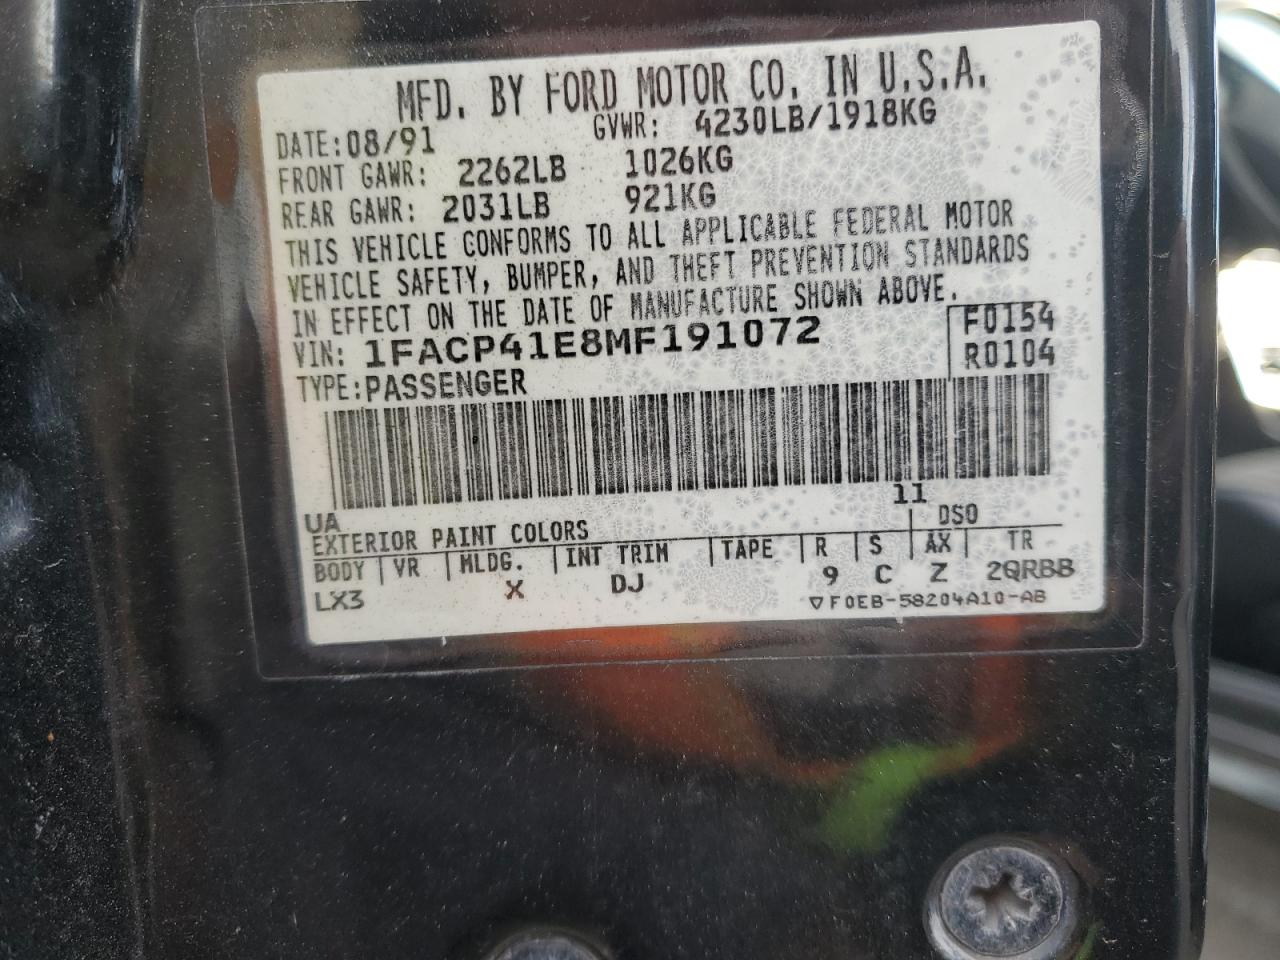 MFD. BY FORD MOTOR CO. IN U.S.A.
DATE: 08/91 GVWR: 4230LB/1918KG
FRONT GAWR: 2262LB 1026KG
REAR GAWR: 2031LB 921KG
THIS VEHICLE CONFORMS TO ALL APPLICABLE FEDERAL MOTOR
VEHICLE SAFETY, BUMPER, AND THEFT PREVENTION STANDARDS
IN EFFECT ON THE DATE OF MANUFACTURE SHOWN ABOVE.
VIN: 1FACP41E8MF191072 F0154
TYPE: PASSENGER R0104
11
UA
EXTERIOR PAINT COLORS DSO
BODY VR MLDG. INT TRIM TAPE R S AX TR
LX3 X DJ 9 C Z 2QRBB
▽F0EB-58204A10-AB